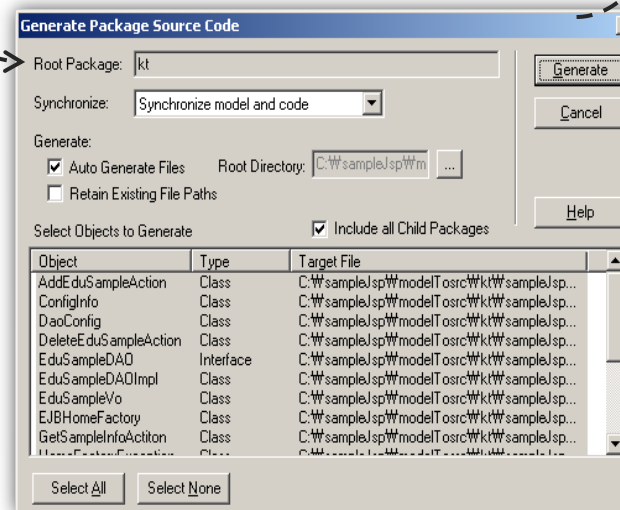 Generate Package Source Code
Root Package: kt
Generate
Synchronize: Synchronize model and code
Cancel
Generate:
Auto Generate Files Root Directory: C:₩sampleJsp₩m ...
Retain Existing File Paths
Help
Select Objects to Generate Include all Child Packages
Object Type Target File
AddEduSampleAction Class C:₩sampleJsp₩modelTosrc₩kt₩sampleJsp...
ConfigInfo Class C:₩sampleJsp₩modelTosrc₩kt₩sampleJsp...
DaoConfig Class C:₩sampleJsp₩modelTosrc₩kt₩sampleJsp...
DeleteEduSampleAction Class C:₩sampleJsp₩modelTosrc₩kt₩sampleJsp...
EduSampleDAO Interface C:₩sampleJsp₩modelTosrc₩kt₩sampleJsp...
EduSampleDAOImpl Class C:₩sampleJsp₩modelTosrc₩kt₩sampleJsp...
EduSampleVo Class C:₩sampleJsp₩modelTosrc₩kt₩sampleJsp...
EJBHomeFactory Class C:₩sampleJsp₩modelTosrc₩kt₩sampleJsp...
GetSampleInfoActiton Class C:₩sampleJsp₩modelTosrc₩kt₩sampleJsp...
Select All Select None